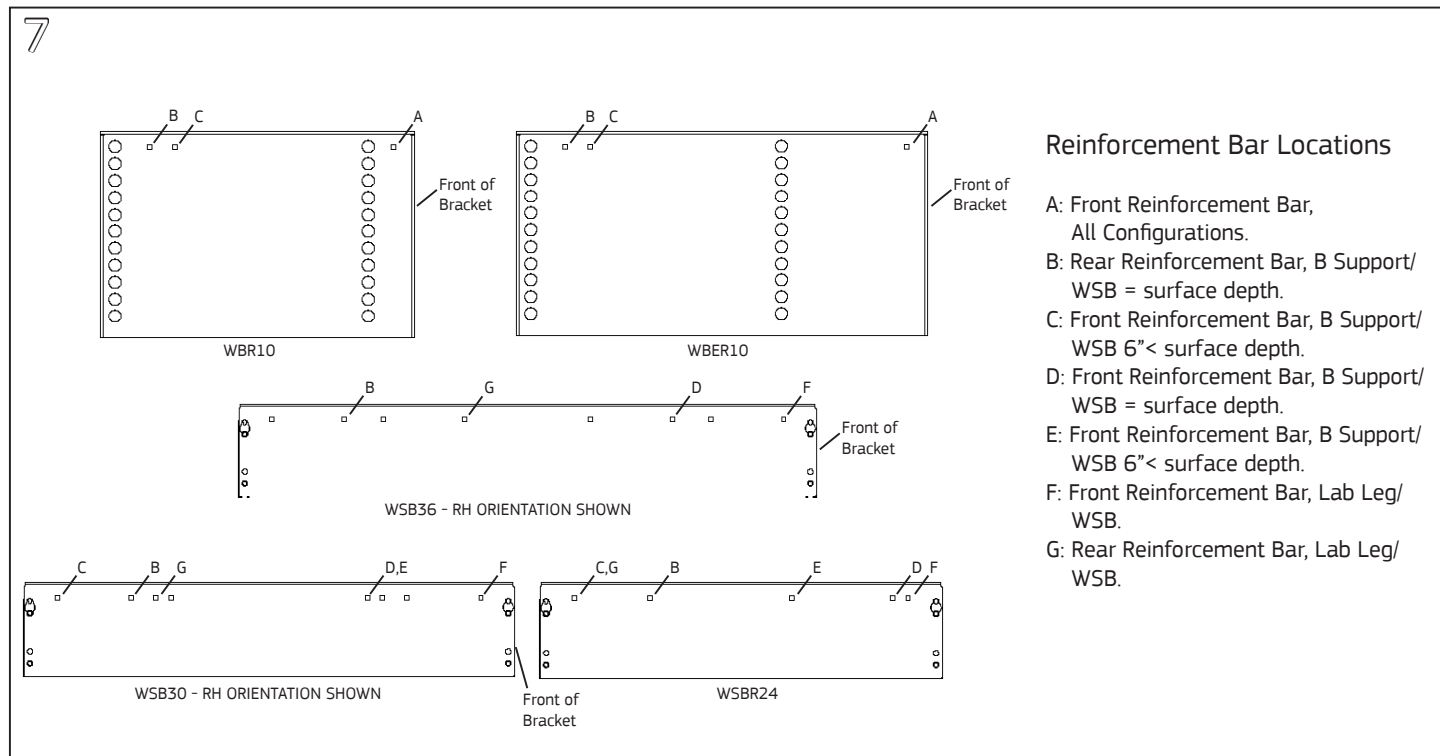 7
B C A
Front of
Bracket
WBR10
B C A
Front of
Bracket
WBER10
B G D F
Front of
Bracket
WSB36 - RH ORIENTATION SHOWN
C B G D,E F
Front of
Bracket
WSB30 - RH ORIENTATION SHOWN
C,G B E D F
WSBR24
Reinforcement Bar Locations
A: Front Reinforcement Bar,
All Configurations.
B: Rear Reinforcement Bar, B Support/
WSB = surface depth.
C: Front Reinforcement Bar, B Support/
WSB 6”< surface depth.
D: Front Reinforcement Bar, B Support/
WSB = surface depth.
E: Front Reinforcement Bar, B Support/
WSB 6”< surface depth.
F: Front Reinforcement Bar, Lab Leg/
WSB.
G: Rear Reinforcement Bar, Lab Leg/
WSB.